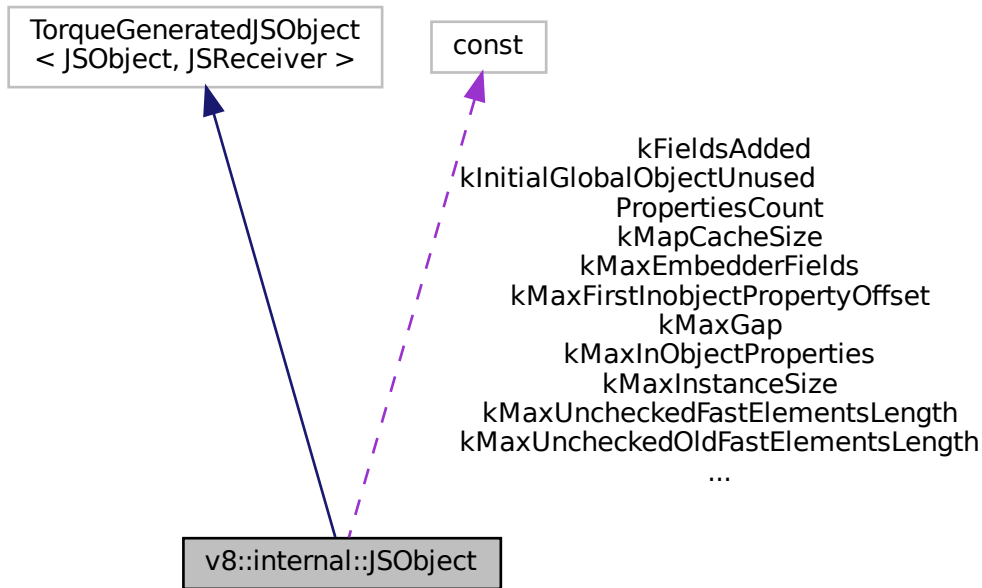 TorqueGeneratedJSObject
< JSObject, JSReceiver >
const
kFieldsAdded
kInitialGlobalObjectUnused
PropertiesCount
kMapCacheSize
kMaxEmbedderFields
kMaxFirstInobjectPropertyOffset
kMaxGap
kMaxInObjectProperties
kMaxInstanceSize
kMaxUncheckedFastElementsLength
kMaxUncheckedOldFastElementsLength
...
v8::internal::JSObject